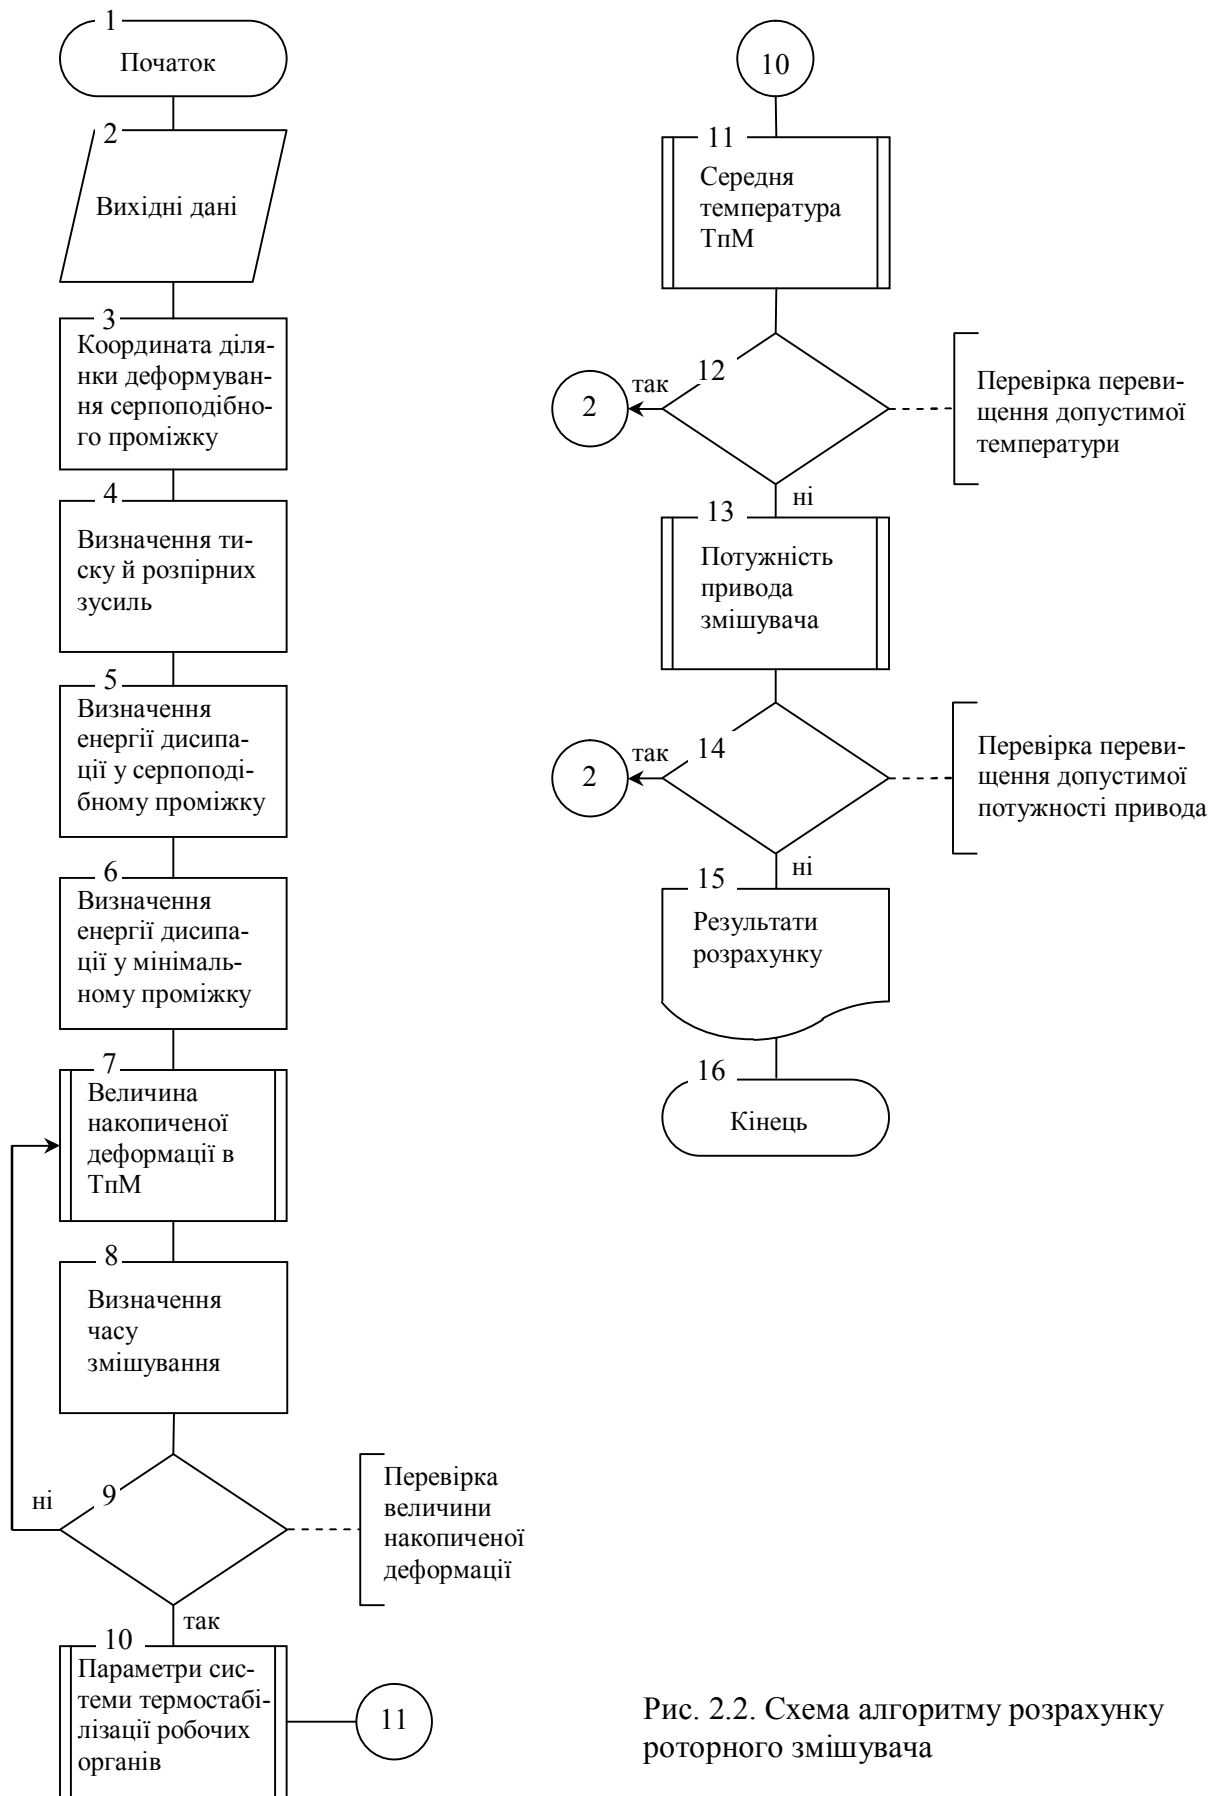 1
Початок
2
Вихідні дані
3
Координата діля-
нки деформуван-
ня серпоподібно-
го проміжку
4
Визначення ти-
ску й розпірних
зусиль
5
Визначення
енергії дисипа-
ції у серпоподі-
бному проміжку
6
Визначення
енергії дисипа-
ції у мінімаль-
ному проміжку
7
Величина
накопиченої
деформації в
ТпМ
8
Визначення
часу
змішування
9
ні
Перевірка
величини
накопиченої
деформації
так
10
Параметри сис-
теми термостабі-
лізації робочих
органів
11
10
11
Середня
температура
ТпМ
12
так
2
Перевірка переви-
щення допустимої
температури
ні
13
Потужність
привода
змішувача
14
так
2
Перевірка переви-
щення допустимої
потужності привода
ні
15
Результати
розрахунку
16
Кінець
Рис. 2.2. Схема алгоритму розрахунку
роторного змішувача